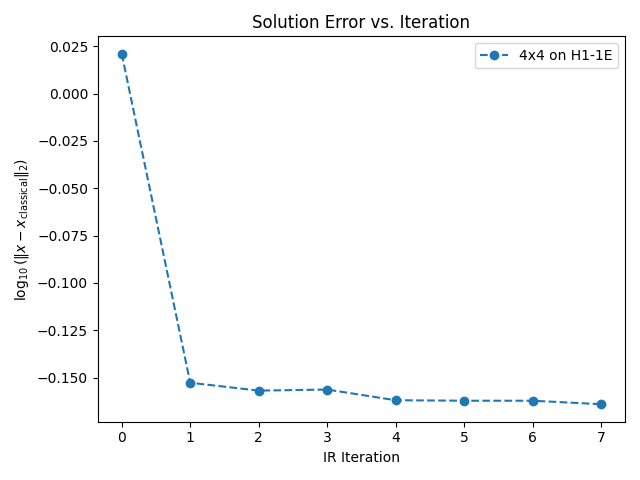 Solution Error vs. Iteration
4x4 on H1-1E
log₁₀(‖x − x_classical‖₂)
0.025
0.000
−0.025
−0.050
−0.075
−0.100
−0.125
−0.150
0 1 2 3 4 5 6 7
IR Iteration